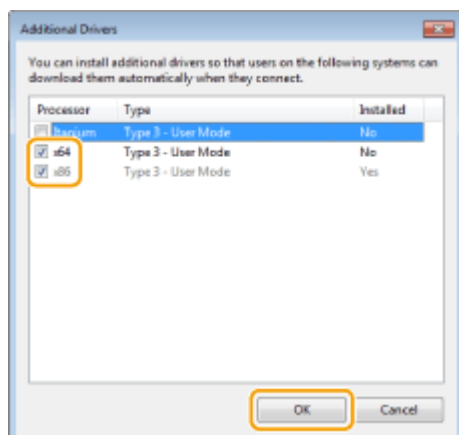 Additional Drivers
You can install additional drivers so that users on the following systems can
download them automatically when they connect.
Processor Type Installed
Itanium Type 3 - User Mode No
x64 Type 3 - User Mode No
x86 Type 3 - User Mode Yes
OK Cancel